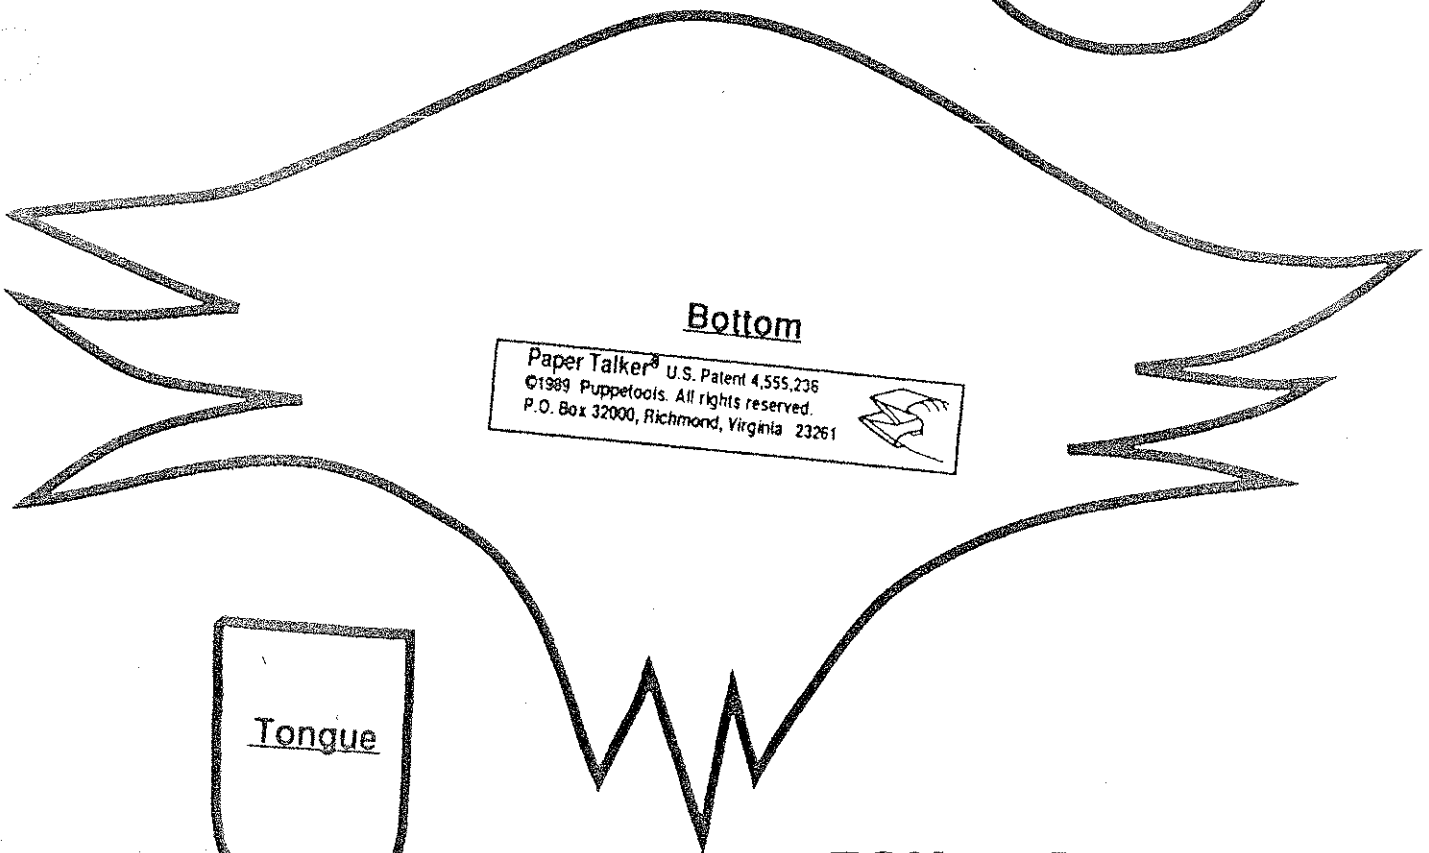 Bottom
Paper Talker® U.S. Patent 4,555,236
©1989 Puppetools. All rights reserved.
P.O. Box 32000, Richmond, Virginia 23261
Tongue